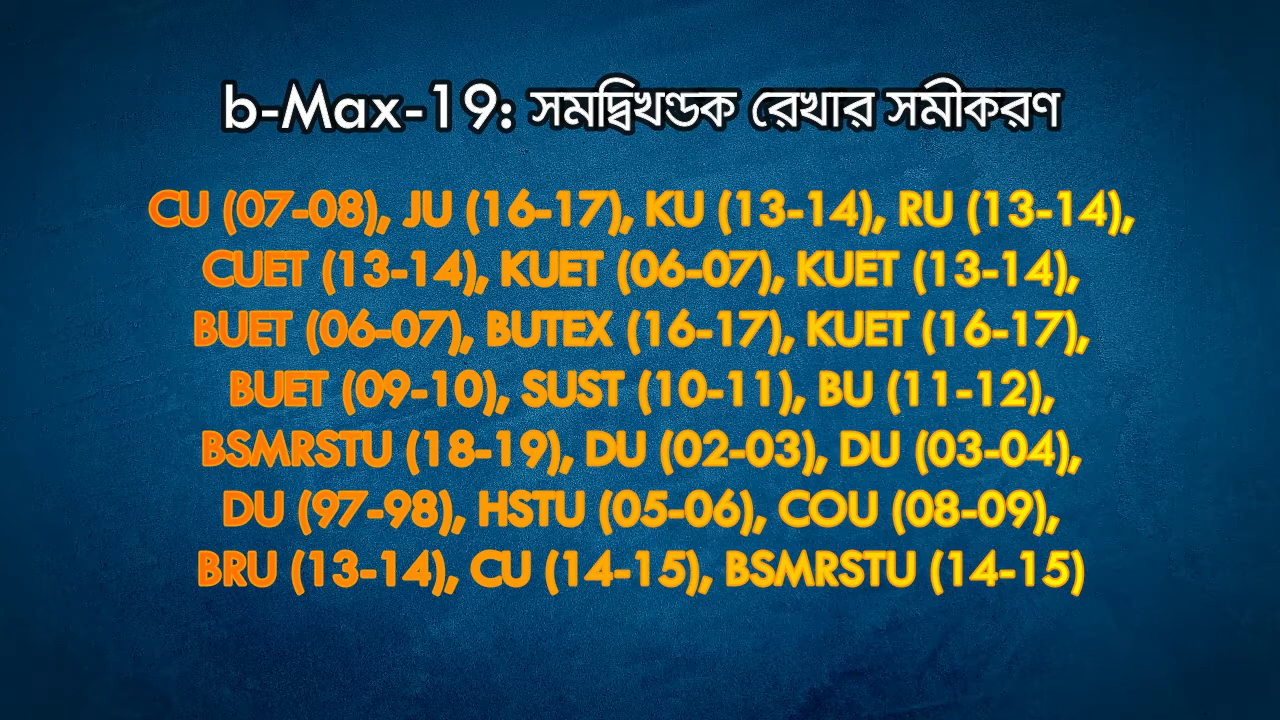 b-Max-19: সমদ্বিখণ্ডক রেখার সমীকরণ
CU (07-08), JU (16-17), KU (13-14), RU (13-14),
CUET (13-14), KUET (06-07), KUET (13-14),
BUET (06-07), BUTEX (16-17), KUET (16-17),
BUET (09-10), SUST (10-11), BU (11-12),
BSMRSTU (18-19), DU (02-03), DU (03-04),
DU (97-98), HSTU (05-06), COU (08-09),
BRU (13-14), CU (14-15), BSMRSTU (14-15)